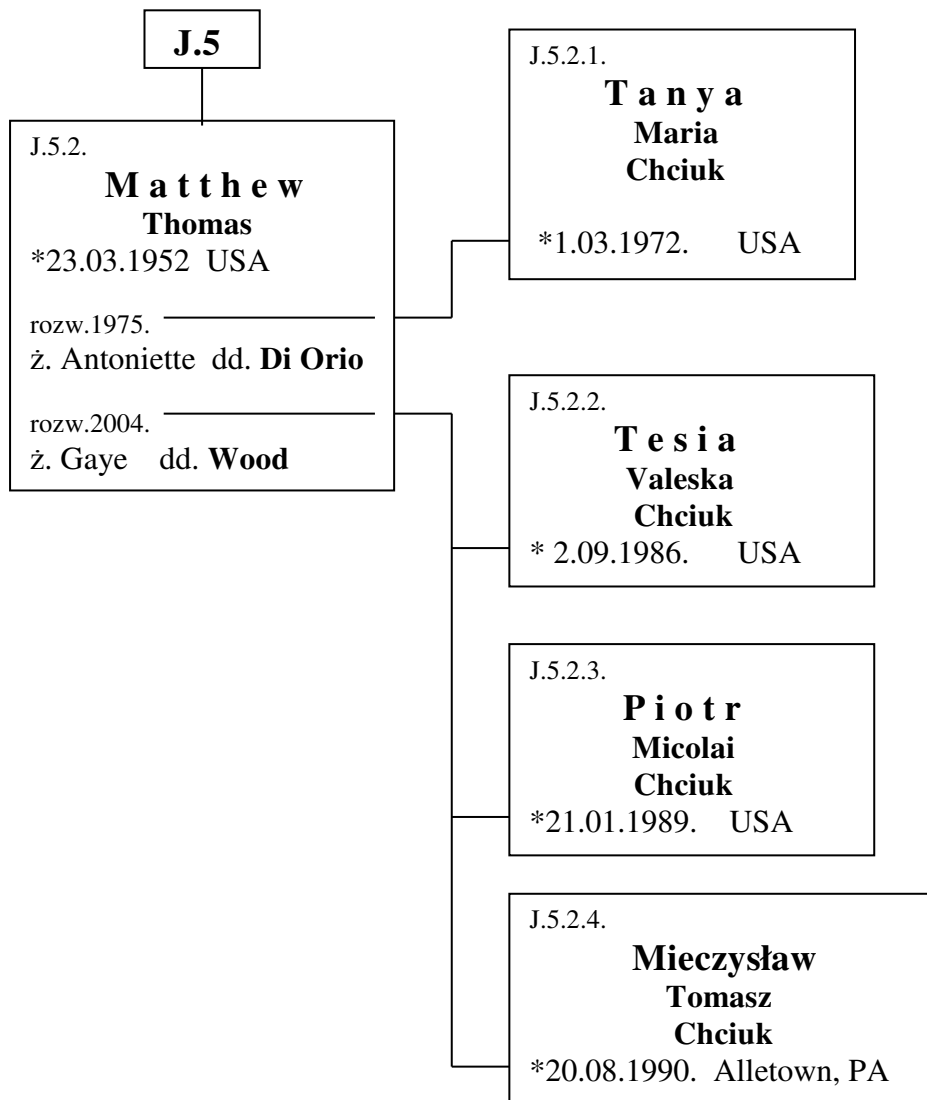 J.5
J.5.2.
M a t t h e w
Thomas
*23.03.1952 USA
rozw.1975.
ż. Antoniette dd. Di Orio
rozw.2004.
ż. Gaye dd. Wood
J.5.2.1.
T a n y a
Maria
Chciuk
*1.03.1972. USA
J.5.2.2.
T e s i a
Valeska
Chciuk
* 2.09.1986. USA
J.5.2.3.
P i o t r
Micolai
Chciuk
*21.01.1989. USA
J.5.2.4.
Mieczysław
Tomasz
Chciuk
*20.08.1990. Alletown, PA